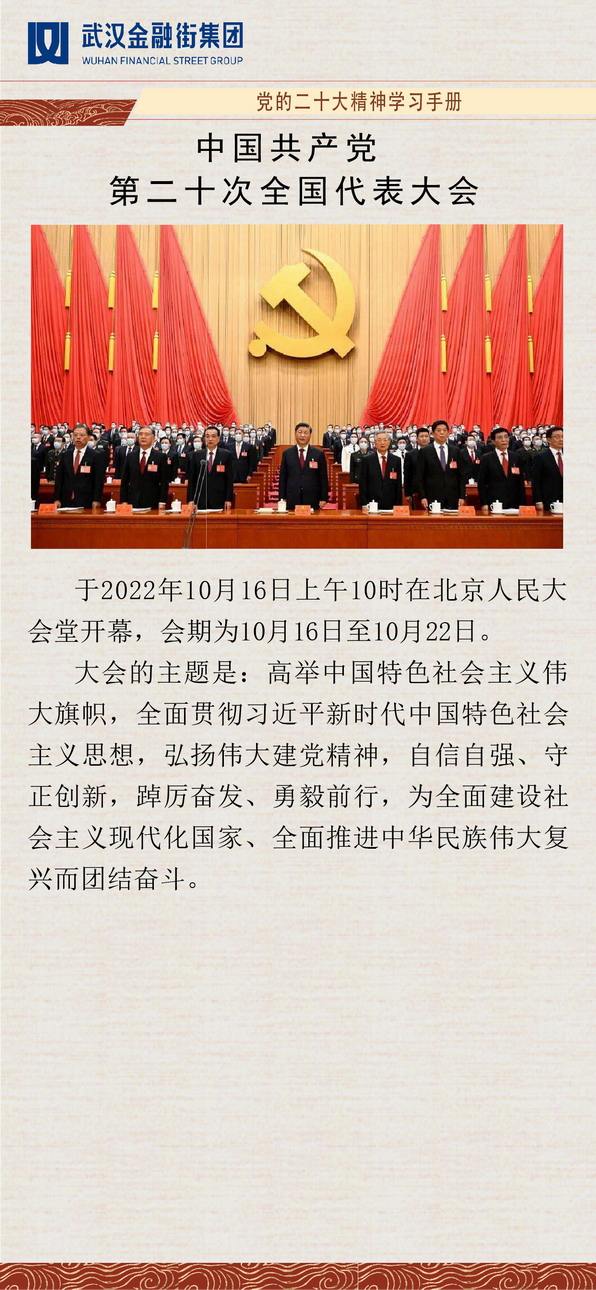 武汉金融街集团
WUHAN FINANCIAL STREET GROUP
党的二十大精神学习手册
中国共产党
第二十次全国代表大会
于2022年10月16日上午10时在北京人民大
会堂开幕，会期为10月16日至10月22日。
大会的主题是：高举中国特色社会主义伟
大旗帜，全面贯彻习近平新时代中国特色社会
主义思想，弘扬伟大建党精神，自信自强、守
正创新，踔厉奋发、勇毅前行，为全面建设社
会主义现代化国家、全面推进中华民族伟大复
兴而团结奋斗。